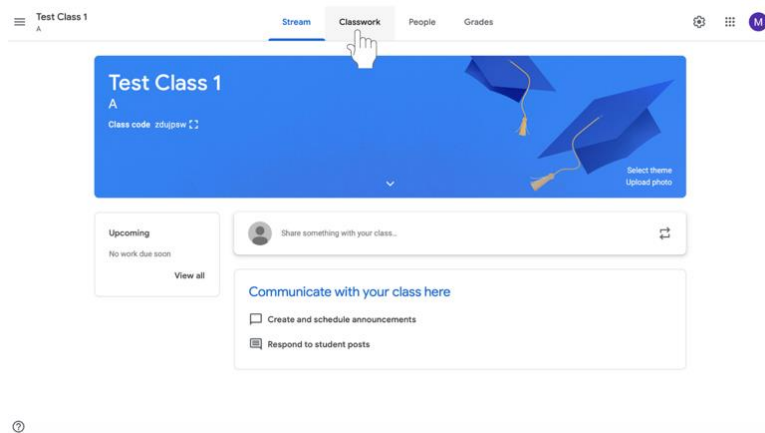 Test Class 1
A
Stream Classwork People Grades
M
Test Class 1
A
Class code zdujpsw
Select theme
Upload photo
Upcoming
No work due soon
View all
Share something with your class...
Communicate with your class here
Create and schedule announcements
Respond to student posts